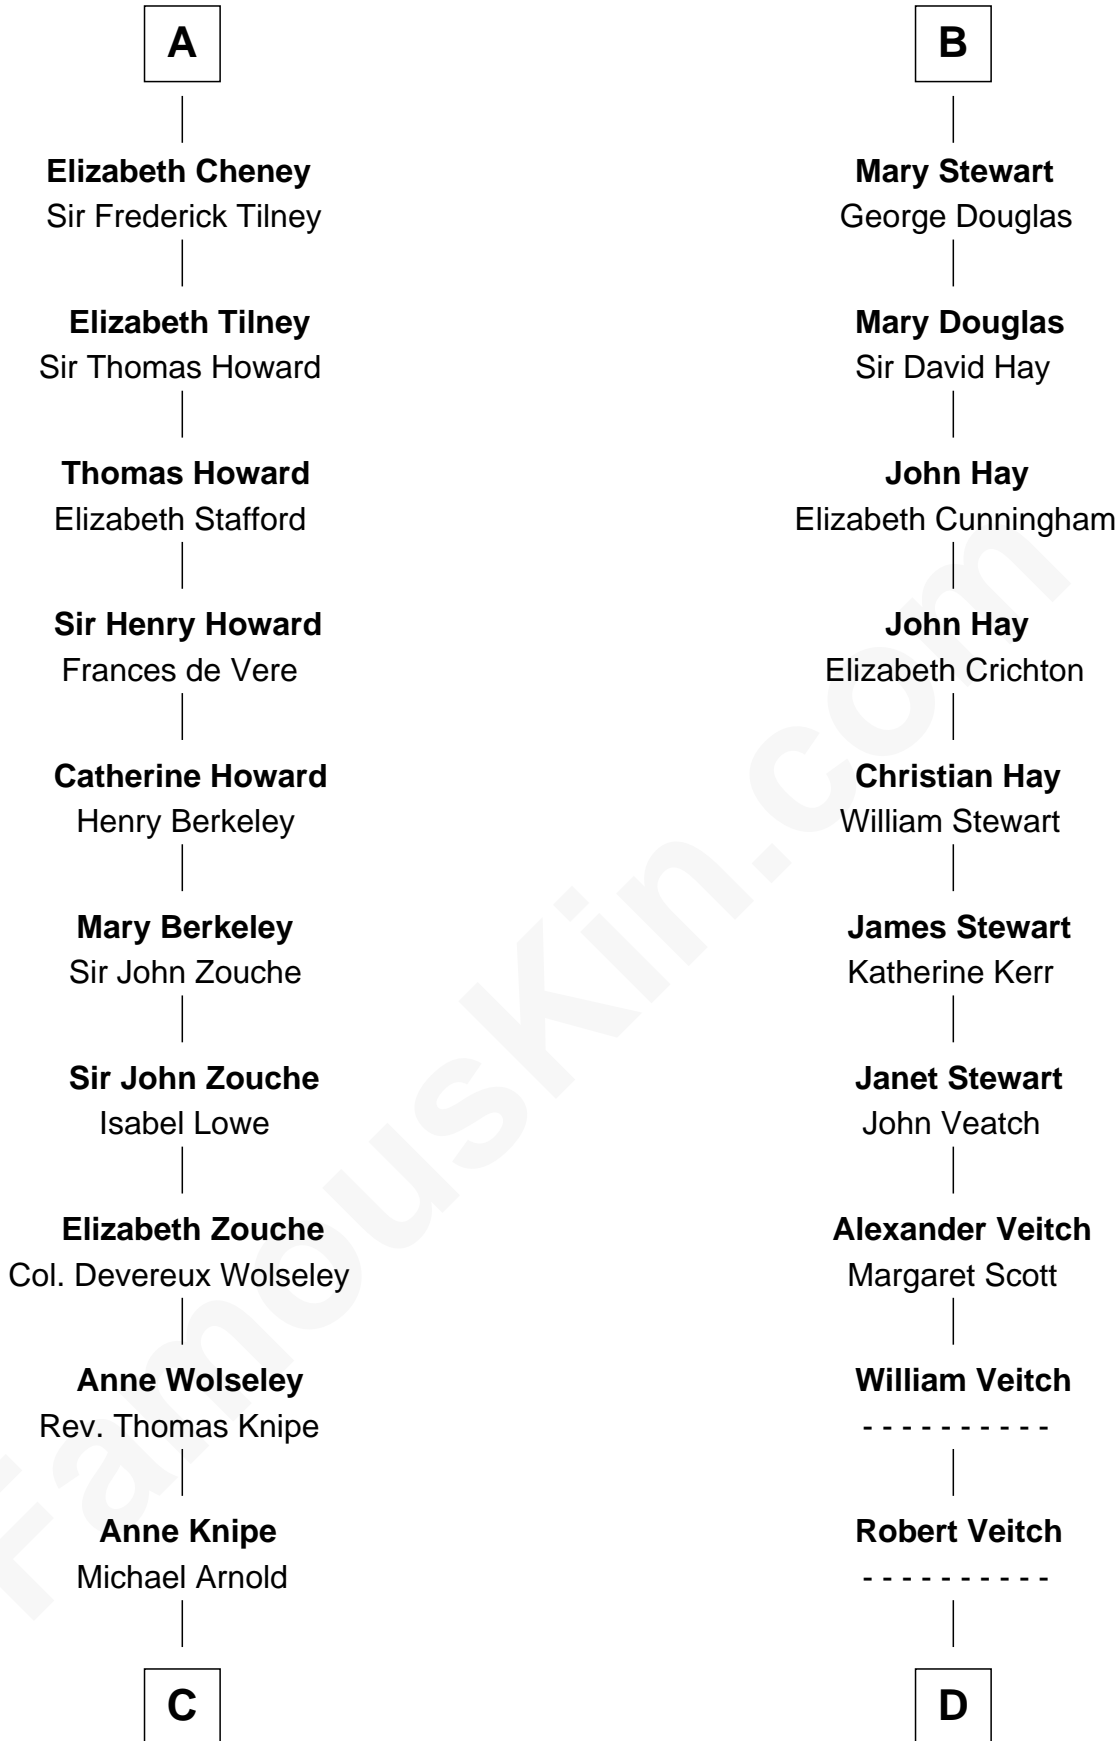 A
Elizabeth Cheney
Sir Frederick Tilney
Elizabeth Tilney
Sir Thomas Howard
Thomas Howard
Elizabeth Stafford
Sir Henry Howard
Frances de Vere
Catherine Howard
Henry Berkeley
Mary Berkeley
Sir John Zouche
Sir John Zouche
Isabel Lowe
Elizabeth Zouche
Col. Devereux Wolseley
Anne Wolseley
Rev. Thomas Knipe
Anne Knipe
Michael Arnold
C
B
Mary Stewart
George Douglas
Mary Douglas
Sir David Hay
John Hay
Elizabeth Cunningham
John Hay
Elizabeth Crichton
Christian Hay
William Stewart
James Stewart
Katherine Kerr
Janet Stewart
John Veatch
Alexander Veitch
Margaret Scott
William Veitch
- - - - - - - - - -
Robert Veitch
- - - - - - - - - -
D
FamousKin.com